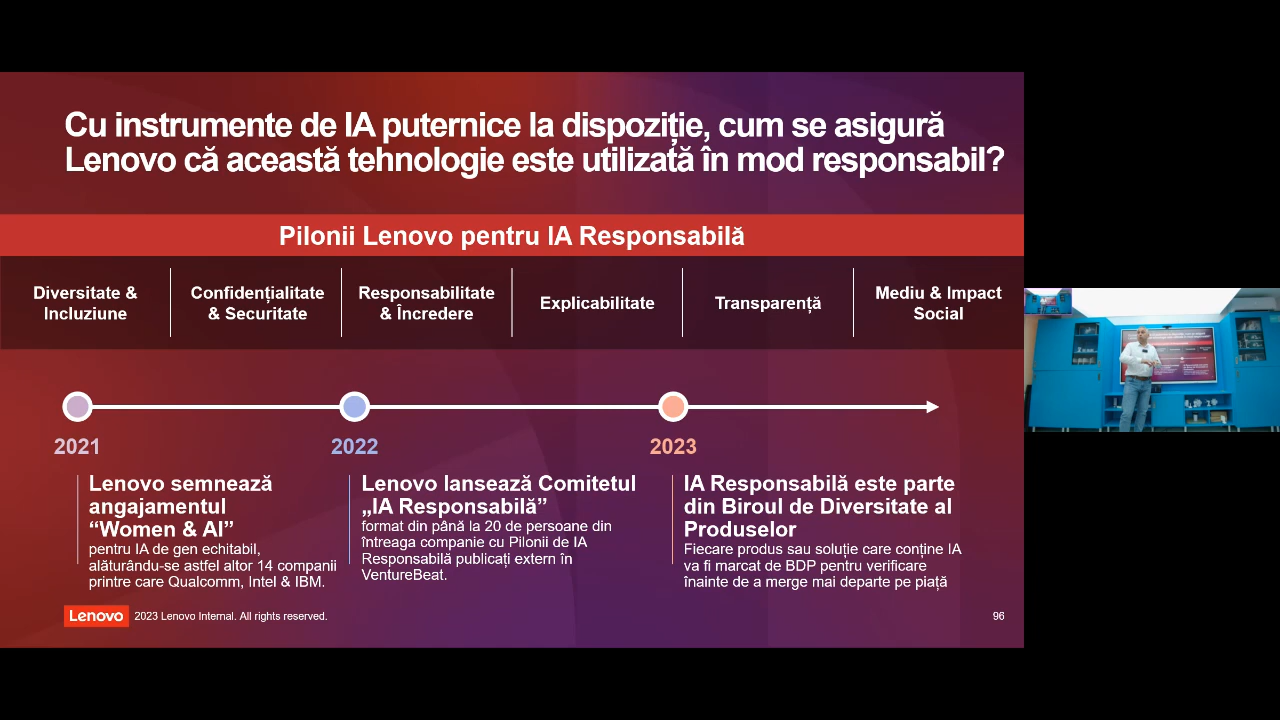 Cu instrumente de IA puternice la dispoziție, cum se asigură
Lenovo că această tehnologie este utilizată în mod responsabil?
Pilonii Lenovo pentru IA Responsabilă
Diversitate &
Incluziune
Confidențialitate
& Securitate
Responsabilitate
& Încredere
Explicabilitate
Transparență
Mediu & Impact
Social
2021
Lenovo semnează
angajamentul
“Women & AI”
pentru IA de gen echitabil,
alăturându-se astfel altor 14 companii
printre care Qualcomm, Intel & IBM.
2022
Lenovo lansează Comitetul
„IA Responsabilă”
format din până la 20 de persoane din
întreaga companie cu Pilonii de IA
Responsabilă publicați extern în
VentureBeat.
2023
IA Responsabilă este parte
din Biroul de Diversitate al
Produselor
Fiecare produs sau soluție care conține IA
va fi marcat de BDP pentru verificare
înainte de a merge mai departe pe piață
Lenovo 2023 Lenovo Internal. All rights reserved.
96